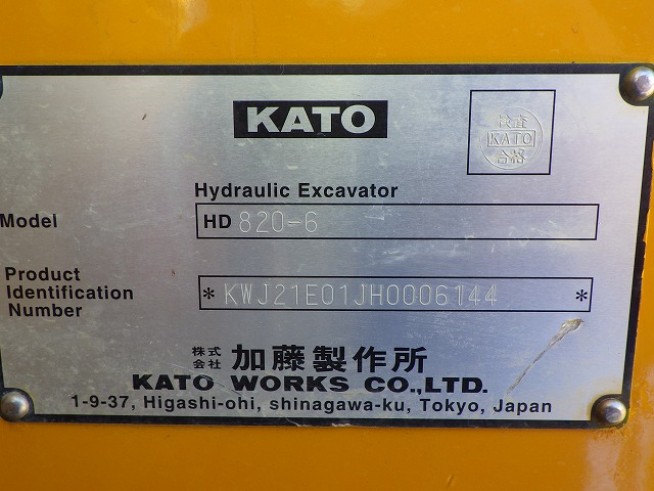 KATO
検査
KATO
合格
Hydraulic Excavator
Model HD 820-6
Product
Identification
Number
* KWJ21E01JH0006144 *
株式
会社 加藤製作所
KATO WORKS CO.,LTD.
1-9-37, Higashi-ohi, shinagawa-ku, Tokyo, Japan